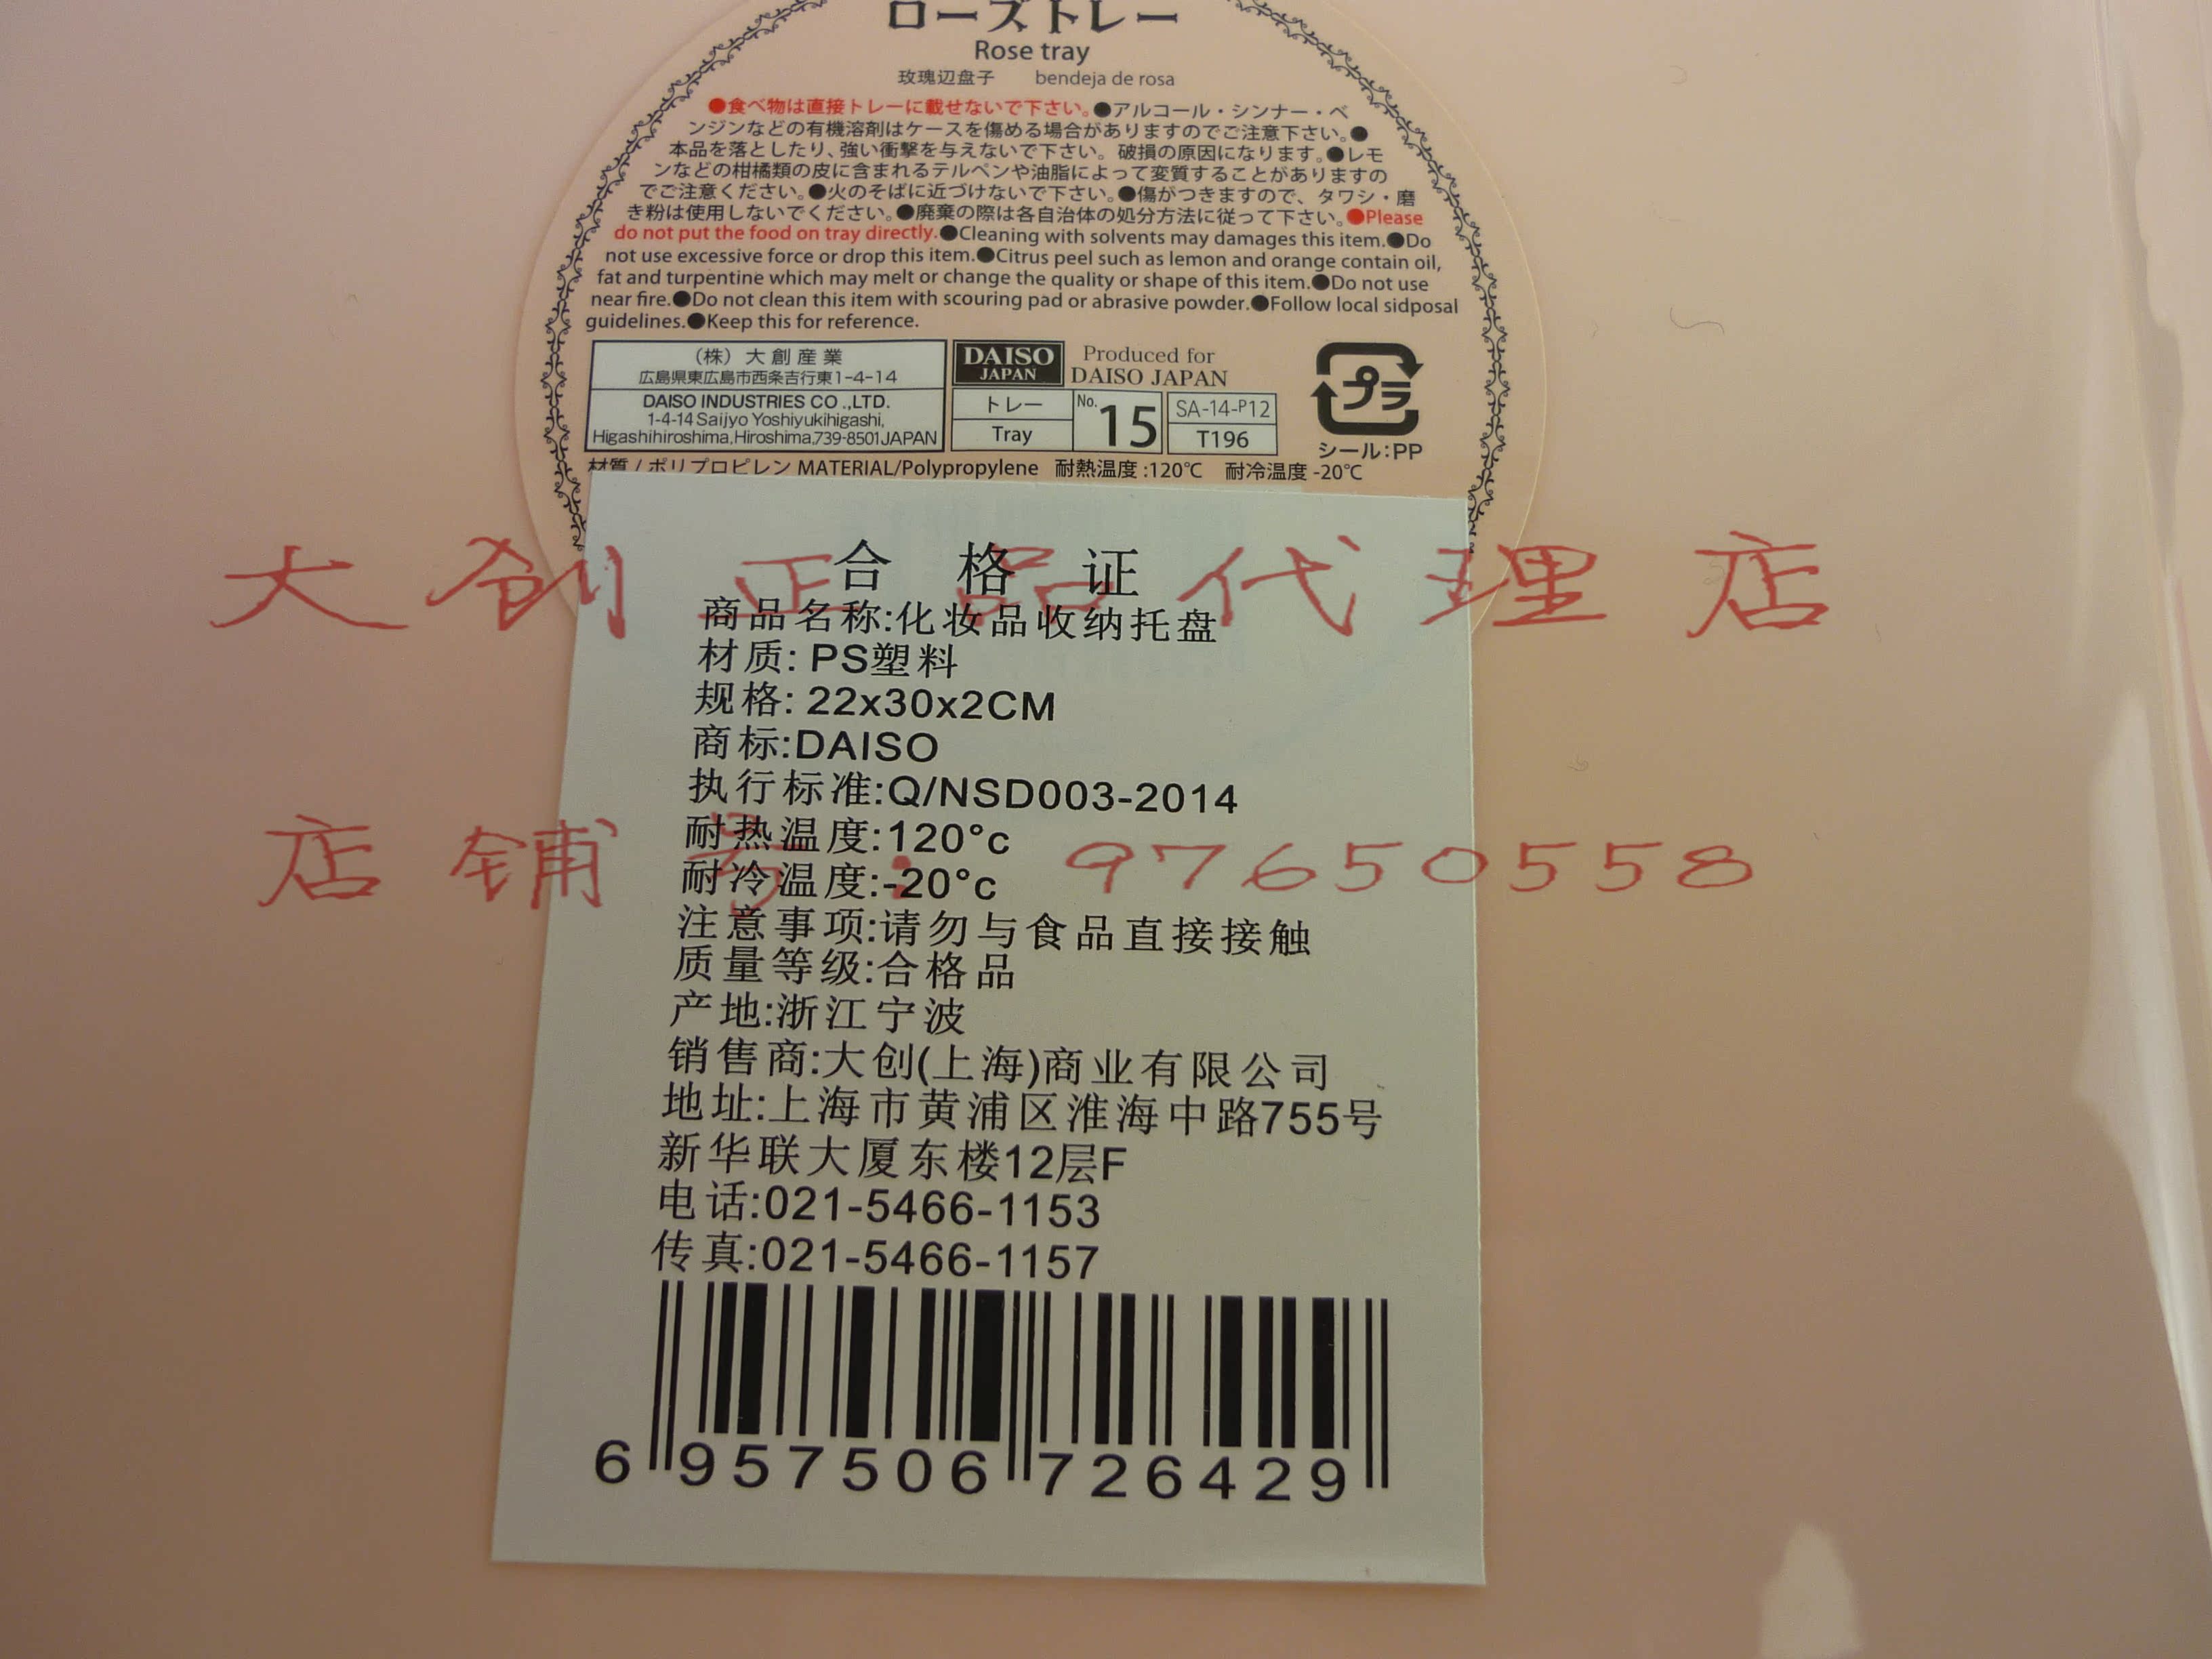 ローズトレー
Rose tray
玫瑰辺盘子 bendeja de rosa
●食べ物は直接トレーに載せないで下さい。●アルコール・シンナー・ベ
ンジンなどの有機溶剤はケースを傷める場合がありますのでご注意下さい。●
本品を落としたり、強い衝撃を与えないで下さい。破損の原因になります。●レモ
ンなどの柑橘類の皮に含まれるテルペンや油脂によって変質することがありますの
でご注意ください。●火のそばに近づけないで下さい。●傷がつきますので、タワシ・磨
き粉は使用しないでください。●廃棄の際は各自治体の処分方法に従って下さい。●Please
do not put the food on tray directly.●Cleaning with solvents may damages this item.●Do
not use excessive force or drop this item.●Citrus peel such as lemon and orange contain oil,
fat and turpentine which may melt or change the quality or shape of this item.●Do not use
near fire.●Do not clean this item with scouring pad or abrasive powder.●Follow local sidposal
guidelines.●Keep this for reference.
(株)大創産業
広島県東広島市西条吉行東1-4-14
DAISO INDUSTRIES CO.,LTD.
1-4-14 Saijyo Yoshiyukihigashi,
Higashihiroshima,Hiroshima,739-8501 JAPAN
DAISO
JAPAN
Produced for
DAISO JAPAN
トレー
Tray
No. 15
SA-14-P12
T196
プラ
シール:PP
材質/ポリプロピレン MATERIAL/Polypropylene 耐熱温度:120℃ 耐冷温度-20℃
合格证
大创正品代理店
商品名称:化妆品收纳托盘
材质: PS塑料
规格: 22x30x2CM
商标:DAISO
执行标准:Q/NSD003-2014
耐热温度:120°c
店铺号: 97650558
耐冷温度:-20°c
注意事项:请勿与食品直接接触
质量等级:合格品
产地:浙江宁波
销售商:大创(上海)商业有限公司
地址:上海市黄浦区淮海中路755号
新华联大厦东楼12层F
电话:021-5466-1153
传真:021-5466-1157
6 957506 726429